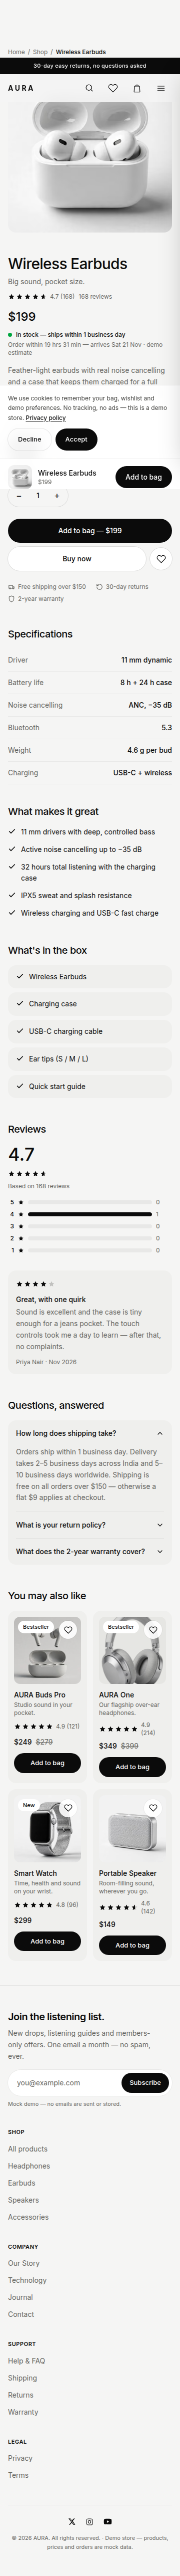 Home / Shop / Wireless Earbuds
30-day easy returns, no questions asked
AURA
Wireless Earbuds
Big sound, pocket size.
4.7 (168) 168 reviews
$199
In stock — ships within 1 business day
Order within 19 hrs 31 min — arrives Sat 21 Nov · demo
estimate
Feather-light earbuds with real noise cancelling
and a case that keeps them charged for a full
We use cookies to remember your bag, wishlist and
theme preferences. No tracking, no ads — this is a demo
store. Privacy policy
Decline
Accept
Wireless Earbuds
$199
Add to bag
− 1 +
Add to bag — $199
Buy now
Free shipping over $150
30-day returns
2-year warranty
Specifications
Driver 11 mm dynamic
Battery life 8 h + 24 h case
Noise cancelling ANC, −35 dB
Bluetooth 5.3
Weight 4.6 g per bud
Charging USB-C + wireless
What makes it great
11 mm drivers with deep, controlled bass
Active noise cancelling up to −35 dB
32 hours total listening with the charging
case
IPX5 sweat and splash resistance
Wireless charging and USB-C fast charge
What's in the box
Wireless Earbuds
Charging case
USB-C charging cable
Ear tips (S / M / L)
Quick start guide
Reviews
4.7
Based on 168 reviews
5 ★ 0
4 ★ 1
3 ★ 0
2 ★ 0
1 ★ 0
Great, with one quirk
Sound is excellent and the case is tiny
enough for a jeans pocket. The touch
controls took me a day to learn — after that,
no complaints.
Priya Nair · Nov 2026
Questions, answered
How long does shipping take?
Orders ship within 1 business day. Delivery
takes 2–5 business days across India and 5–
10 business days worldwide. Shipping is
free on all orders over $150 — otherwise a
flat $9 applies at checkout.
What is your return policy?
What does the 2-year warranty cover?
You may also like
Bestseller
AURA Buds Pro
Studio sound in your
pocket.
4.9 (121)
$249 $279
Add to bag
Bestseller
AURA One
Our flagship over-ear
headphones.
4.9
(214)
$349 $399
Add to bag
New
Smart Watch
Time, health and sound
on your wrist.
4.8 (96)
$299
Add to bag
Portable Speaker
Room-filling sound,
wherever you go.
4.6
(142)
$149
Add to bag
Join the listening list.
New drops, listening guides and members-
only offers. One email a month — no spam,
ever.
you@example.com
Subscribe
Mock demo — no emails are sent or stored.
SHOP
All products
Headphones
Earbuds
Speakers
Accessories
COMPANY
Our Story
Technology
Journal
Contact
SUPPORT
Help & FAQ
Shipping
Returns
Warranty
LEGAL
Privacy
Terms
© 2026 AURA. All rights reserved. · Demo store — products,
prices and orders are mock data.